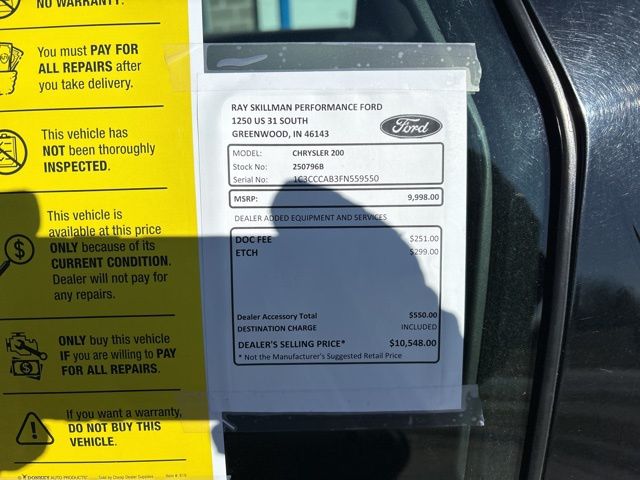 NO WARRANTY.
You must PAY FOR
ALL REPAIRS after
you take delivery.
This vehicle has
NOT been thoroughly
INSPECTED.
This vehicle is
available at this price
ONLY because of its
CURRENT CONDITION.
Dealer will not pay for
any repairs.
ONLY buy this vehicle
IF you are willing to PAY
FOR ALL REPAIRS.
If you want a warranty,
DO NOT BUY THIS
VEHICLE.
RAY SKILLMAN PERFORMANCE FORD
1250 US 31 SOUTH
GREENWOOD, IN 46143
Ford
MODEL: CHRYSLER 200
Stock No: 250796B
Serial No: 1C3CCCAB3FN559550
MSRP: 9,998.00
DEALER ADDED EQUIPMENT AND SERVICES
DOC FEE $251.00
ETCH $299.00
Dealer Accessory Total $550.00
DESTINATION CHARGE INCLUDED
DEALER'S SELLING PRICE* $10,548.00
* Not the Manufacturer's Suggested Retail Price